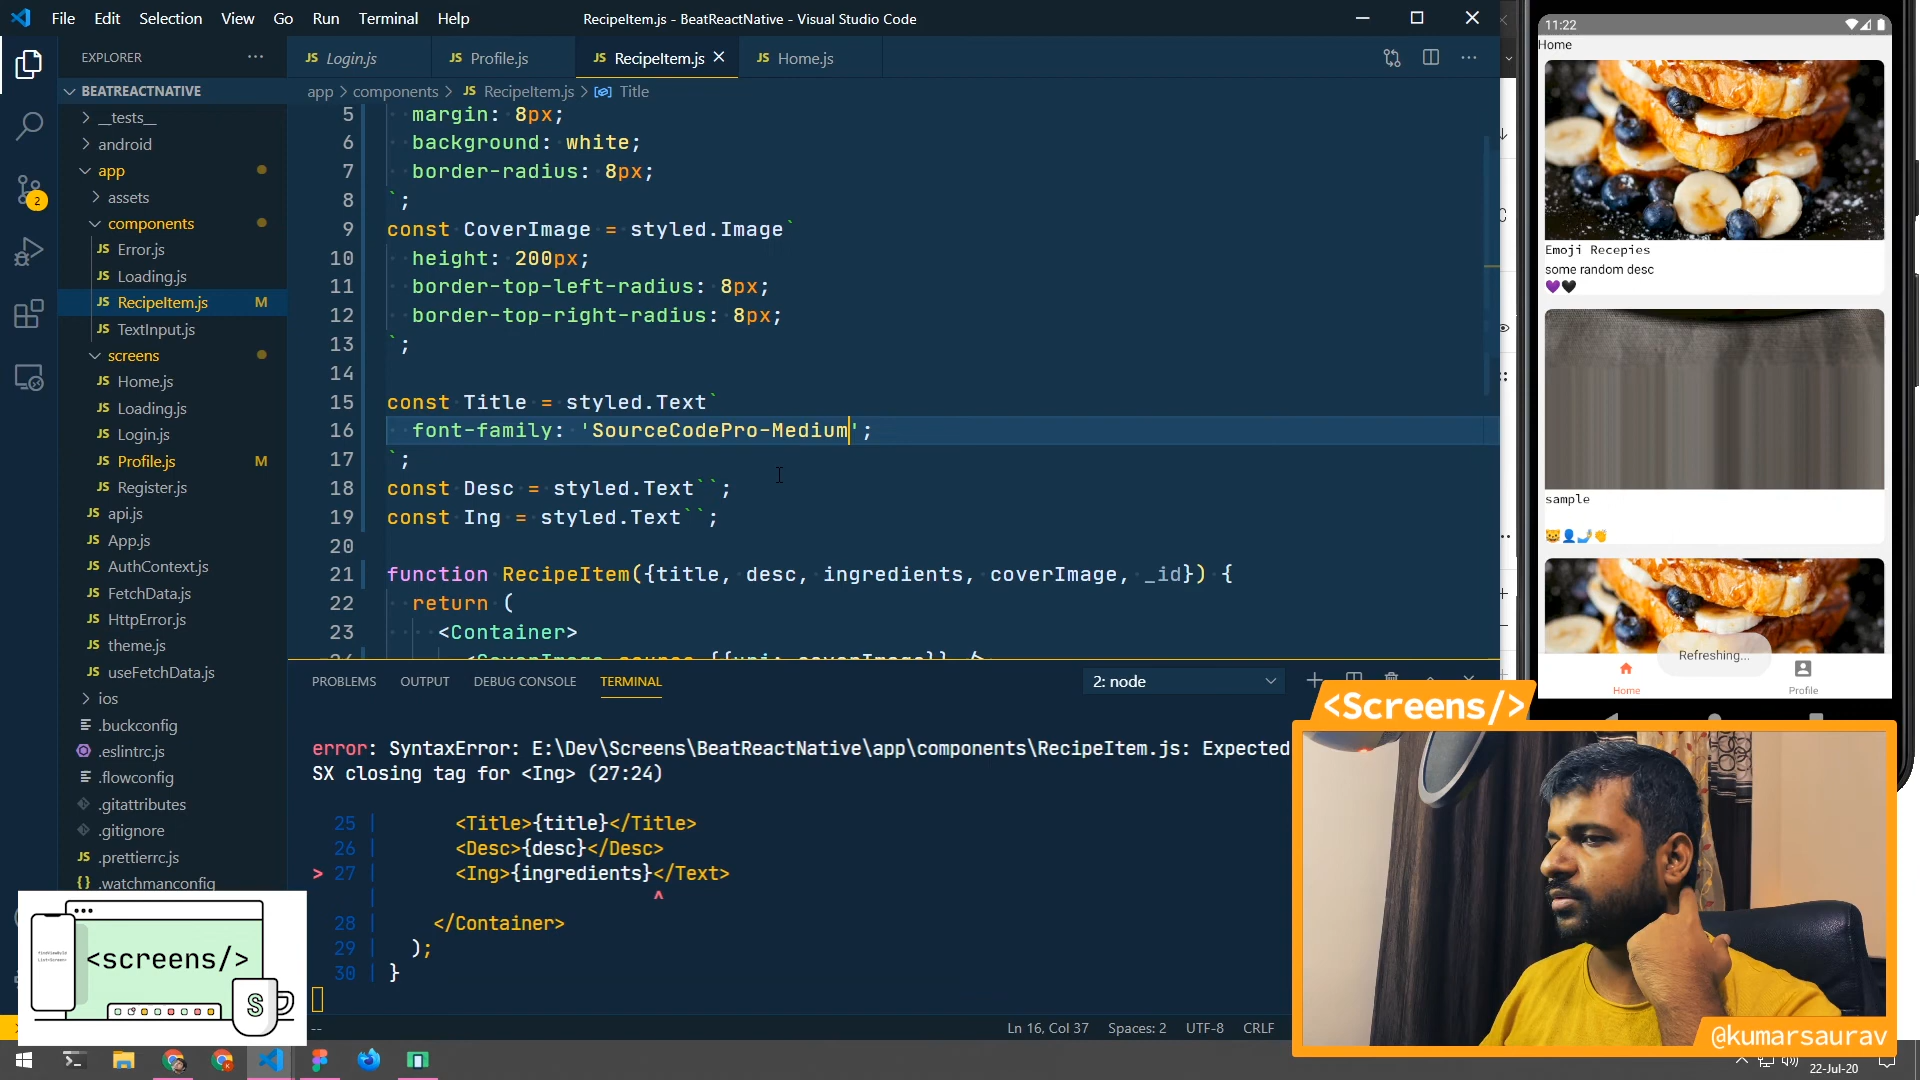 File Edit Selection View Go Run Terminal Help
RecipeItem.js - BeatReactNative - Visual Studio Code
EXPLORER
JS Login.js
JS Profile.js
JS RecipeItem.js
JS Home.js
BEATREACTNATIVE
__tests__
android
app
assets
components
JS Error.js
JS Loading.js
JS RecipeItem.js M
JS TextInput.js
screens
JS Home.js
JS Loading.js
JS Login.js
JS Profile.js M
JS Register.js
JS api.js
JS App.js
JS AuthContext.js
JS FetchData.js
JS HttpError.js
JS theme.js
JS useFetchData.js
ios
.buckconfig
.eslintrc.js
.flowconfig
.gitattributes
.gitignore
JS .prettierrc.js
{} .watchmanconfig
2
app > components > JS RecipeItem.js > Title
5 margin: 8px;
6 background: white;
7 border-radius: 8px;
8 `;
9 const CoverImage = styled.Image`
10 height: 200px;
11 border-top-left-radius: 8px;
12 border-top-right-radius: 8px;
13 `;
14
15 const Title = styled.Text`
16 font-family: 'SourceCodePro-Medium';
17 `;
18 const Desc = styled.Text``;
19 const Ing = styled.Text``;
20
21 function RecipeItem({title, desc, ingredients, coverImage, _id}) {
22 return (
23 <Container>
24 <CoverImage source={{uri: coverImage}} />
PROBLEMS OUTPUT DEBUG CONSOLE TERMINAL
2: node
error: SyntaxError: E:\Dev\Screens\BeatReactNative\app\components\RecipeItem.js: Expected
SX closing tag for <Ing> (27:24)
25 | <Title>{title}</Title>
26 | <Desc>{desc}</Desc>
> 27 | <Ing>{ingredients}</Text>
| ^
28 | </Container>
29 | );
30 | }
--
Ln 16, Col 37 Spaces: 2 UTF-8 CRLF
11:22
Home
Emoji Recepies
some random desc
sample
Refreshing...
Home
Profile
<Screens/>
@kumarsaurav
<screens/>
S
22-Jul-20